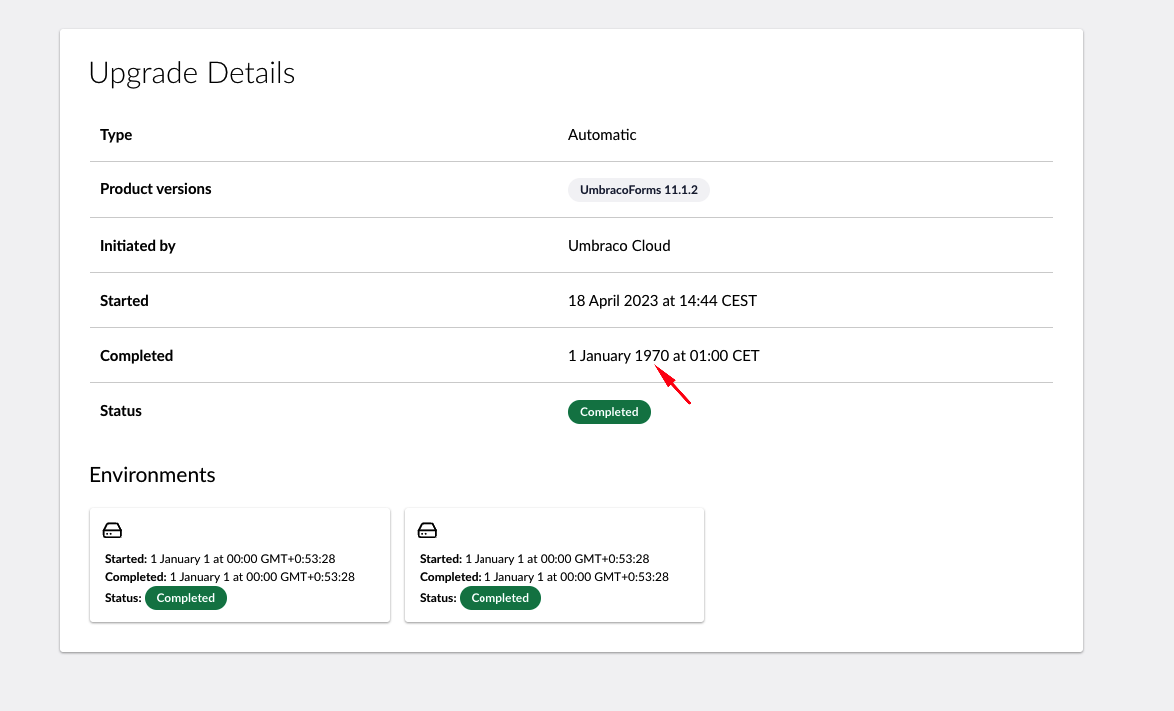 Upgrade Details
Type Automatic
Product versions UmbracoForms 11.1.2
Initiated by Umbraco Cloud
Started 18 April 2023 at 14:44 CEST
Completed 1 January 1970 at 01:00 CET
Status Completed
Environments
Started: 1 January 1 at 00:00 GMT+0:53:28
Completed: 1 January 1 at 00:00 GMT+0:53:28
Status: Completed
Started: 1 January 1 at 00:00 GMT+0:53:28
Completed: 1 January 1 at 00:00 GMT+0:53:28
Status: Completed